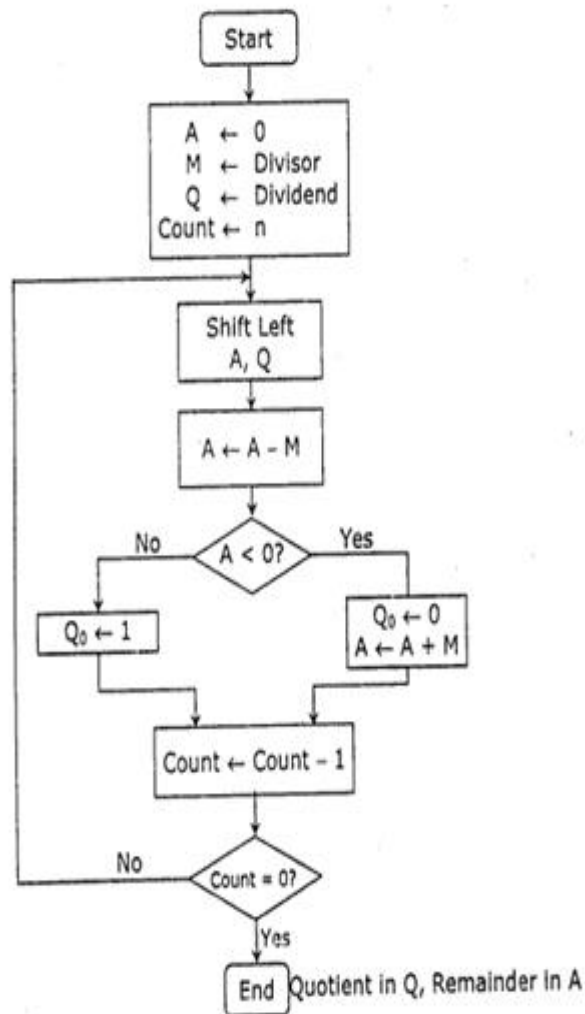 Start
A ← 0
M ← Divisor
Q ← Dividend
Count ← n
Shift Left
A, Q
A ← A – M
A < 0?
No
Yes
Q₀ ← 1
Q₀ ← 0
A ← A + M
Count ← Count – 1
Count = 0?
No
Yes
End
Quotient in Q, Remainder in A